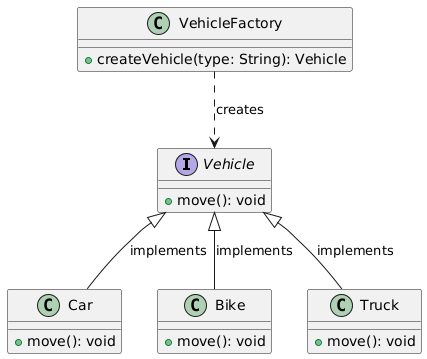 C VehicleFactory
createVehicle(type: String): Vehicle
creates
I Vehicle
move(): void
implements implements implements
C Car C Bike C Truck
move(): void move(): void move(): void